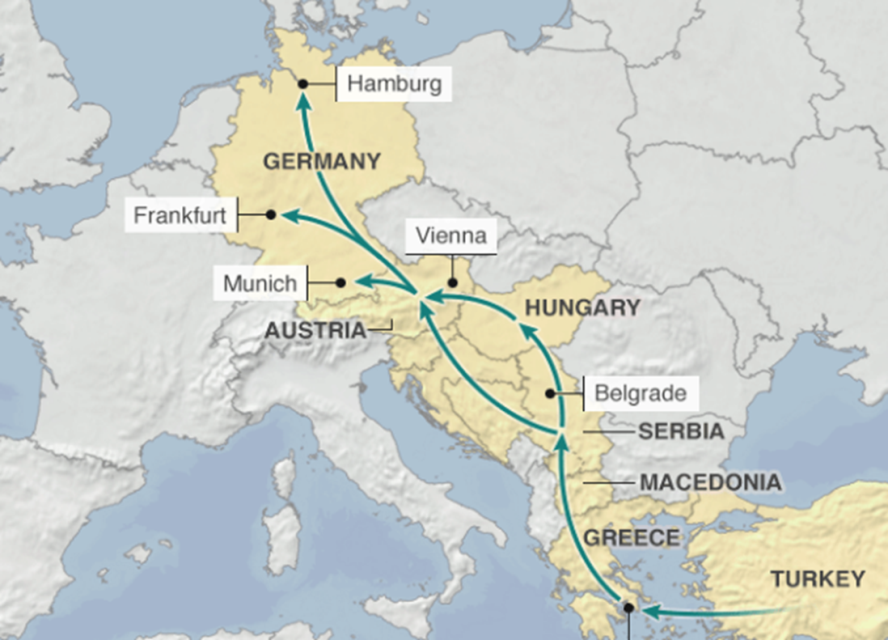 Hamburg
GERMANY
Frankfurt
Vienna
Munich
HUNGARY
AUSTRIA
Belgrade
SERBIA
MACEDONIA
GREECE
TURKEY